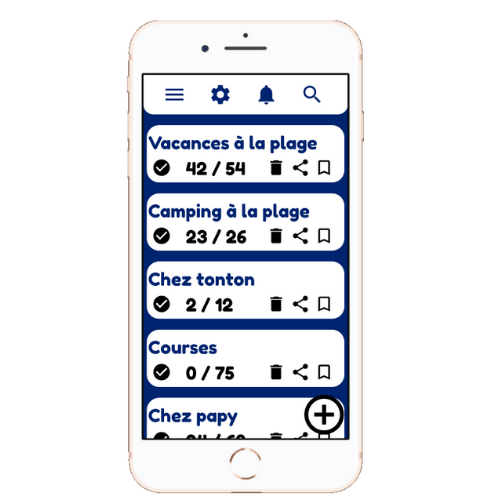 Vacances à la plage
42 / 54
Camping à la plage
23 / 26
Chez tonton
2 / 12
Courses
0 / 75
Chez papy